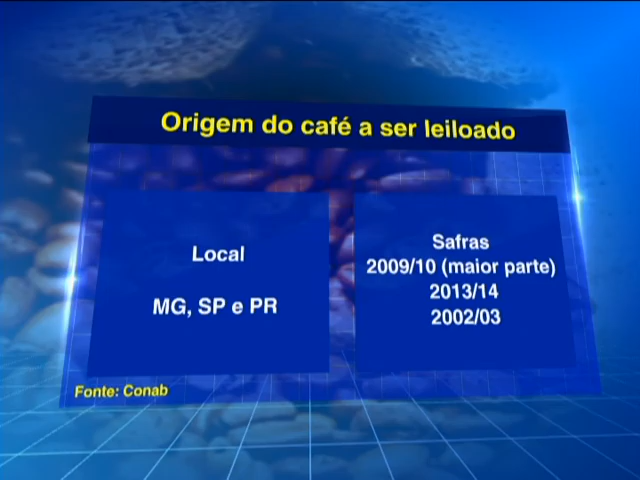 Origem do café a ser leiloado
Local
MG, SP e PR
Safras
2009/10 (maior parte)
2013/14
2002/03
Fonte: Conab